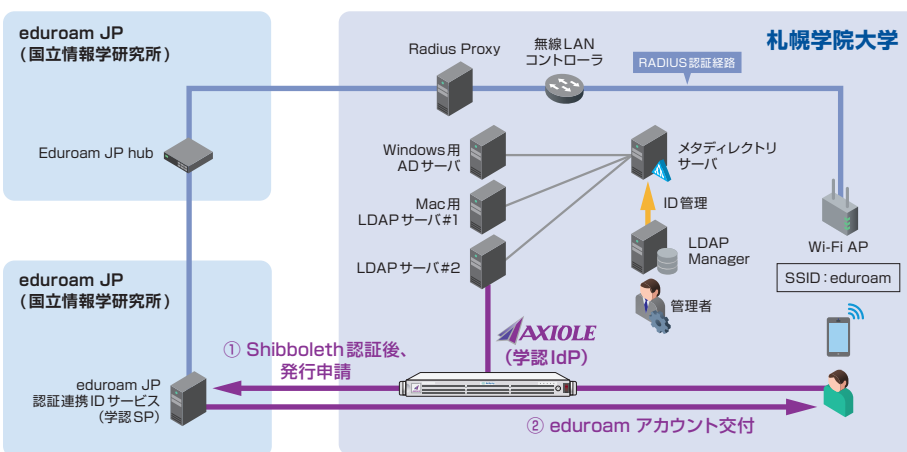 eduroam JP
(国立情報学研究所)
Eduroam JP hub
札幌学院大学
Radius Proxy
無線LAN
コントローラ
RADIUS認証経路
Windows用
ADサーバ
メタディレクトリ
サーバ
Mac用
LDAPサーバ#1
ID管理
LDAPサーバ#2
LDAP
Manager
管理者
Wi-Fi AP
SSID:eduroam
eduroam JP
(国立情報学研究所)
AXIOLE
(学認IdP)
① Shibboleth認証後、
発行申請
eduroam JP
認証連携IDサービス
(学認SP)
② eduroam アカウント交付